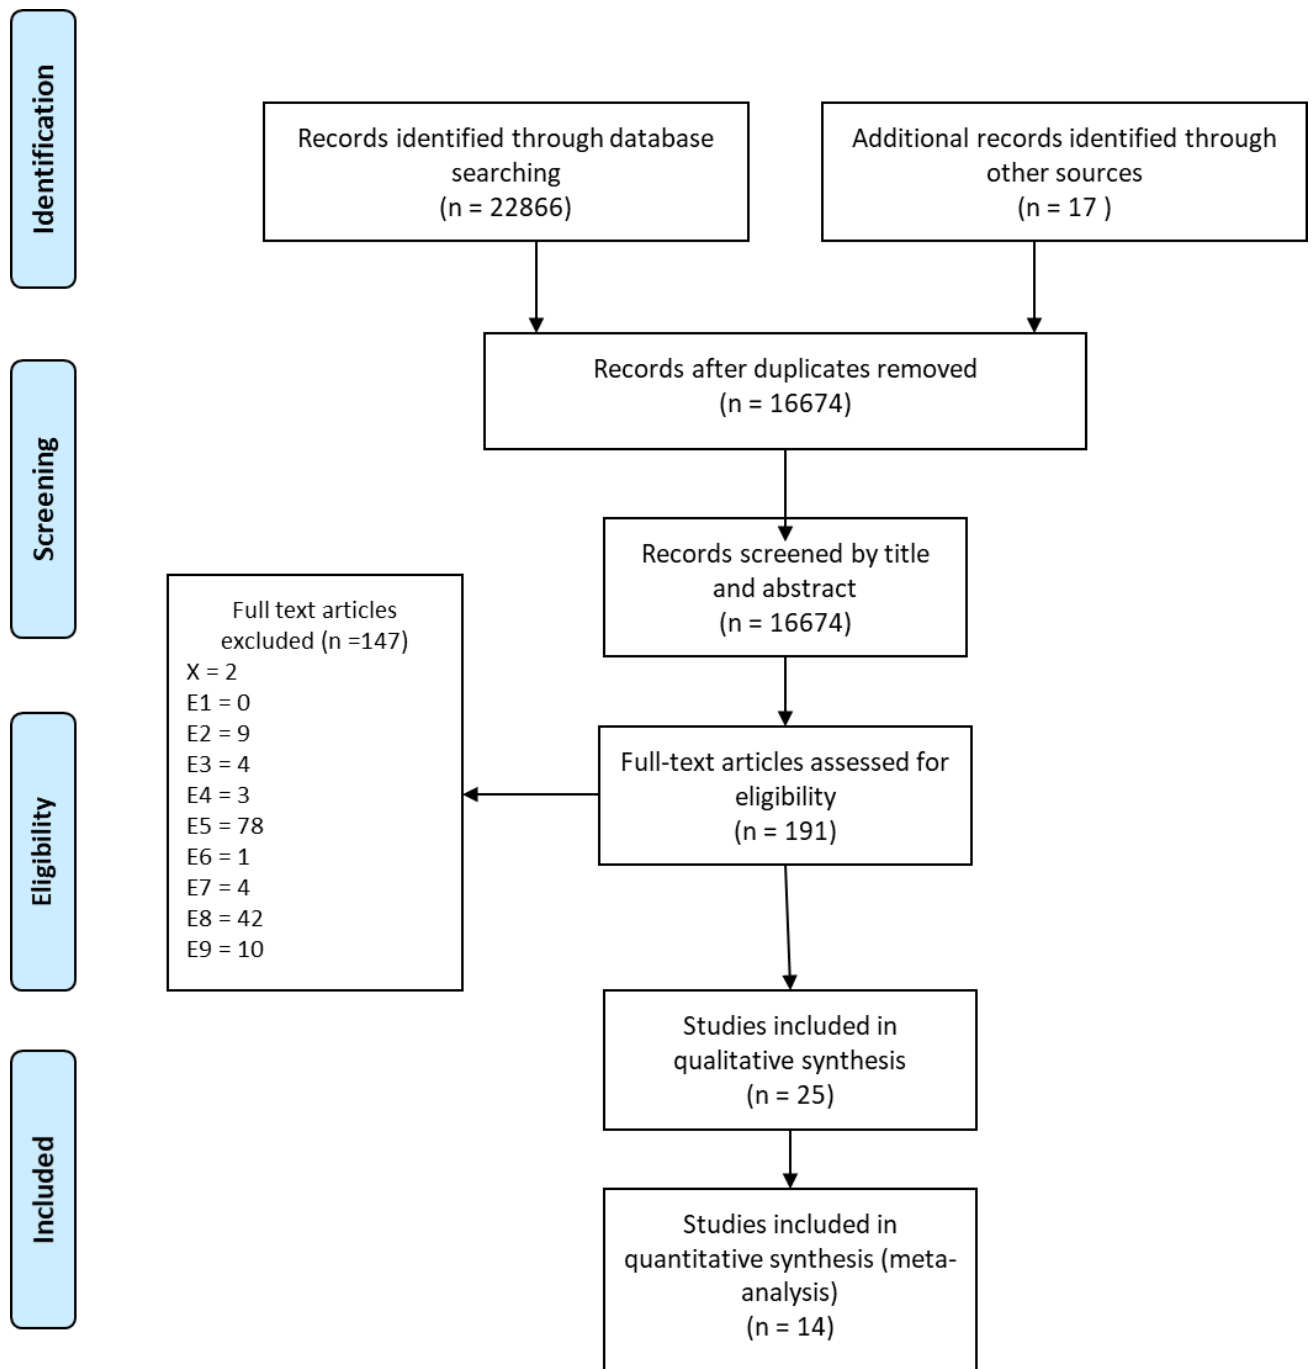 Identification
Records identified through database
searching
(n = 22866)
Additional records identified through
other sources
(n = 17 )
Records after duplicates removed
(n = 16674)
Screening
Records screened by title
and abstract
(n = 16674)
Full text articles
excluded (n =147)
X = 2
E1 = 0
E2 = 9
E3 = 4
E4 = 3
E5 = 78
E6 = 1
E7 = 4
E8 = 42
E9 = 10
Eligibility
Full-text articles assessed for
eligibility
(n = 191)
Studies included in
qualitative synthesis
(n = 25)
Included
Studies included in
quantitative synthesis (meta-
analysis)
(n = 14)